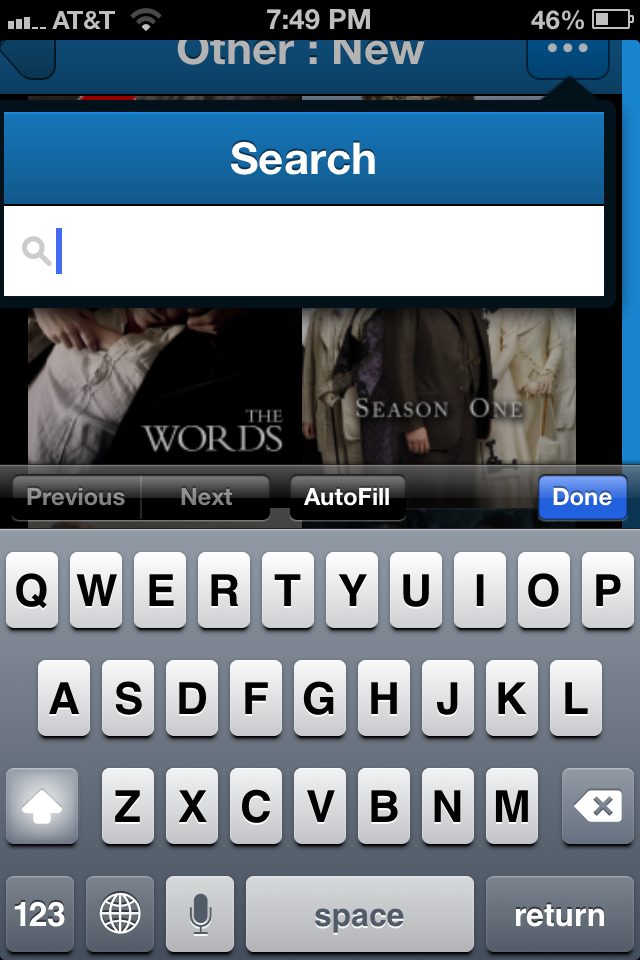 AT&T 7:49 PM 46%
Other : New
Search
THE
WORDS
SEASON ONE
Previous Next AutoFill Done
Q W E R T Y U I O P
A S D F G H J K L
Z X C V B N M
123 space return